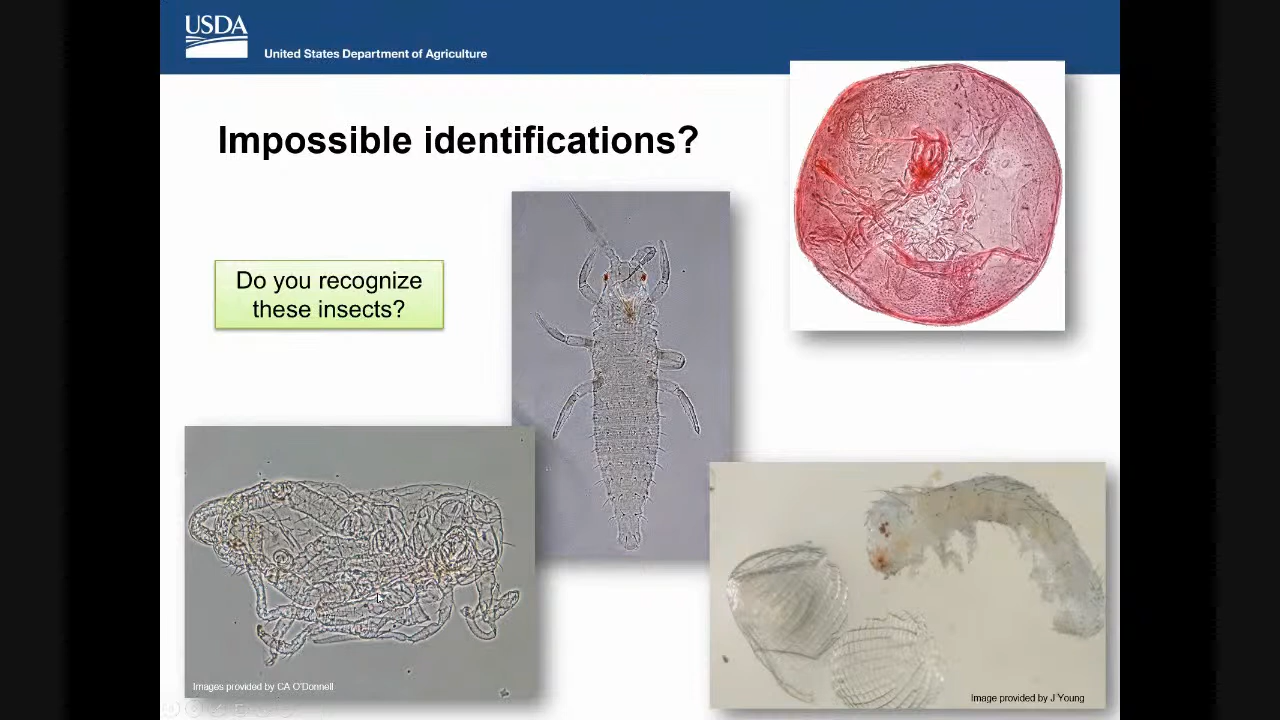 USDA
United States Department of Agriculture
Impossible identifications?
Do you recognize
these insects?
Images provided by CA O'Donnell
Image provided by J Young